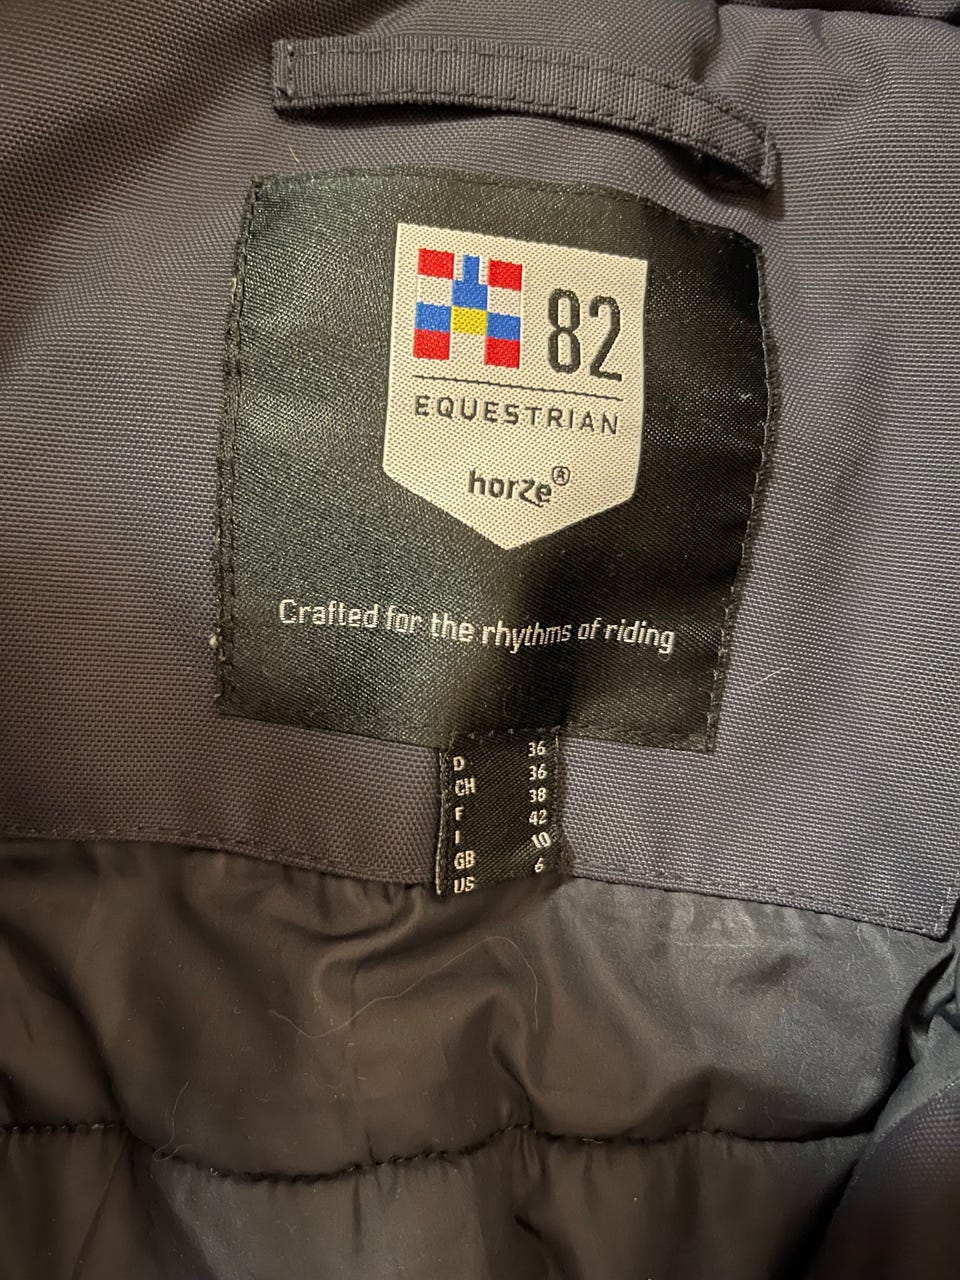 82
EQUESTRIAN
horze®
Crafted for the rhythms of riding
D 36
CH 36
F 38
I 42
GB 10
US 6